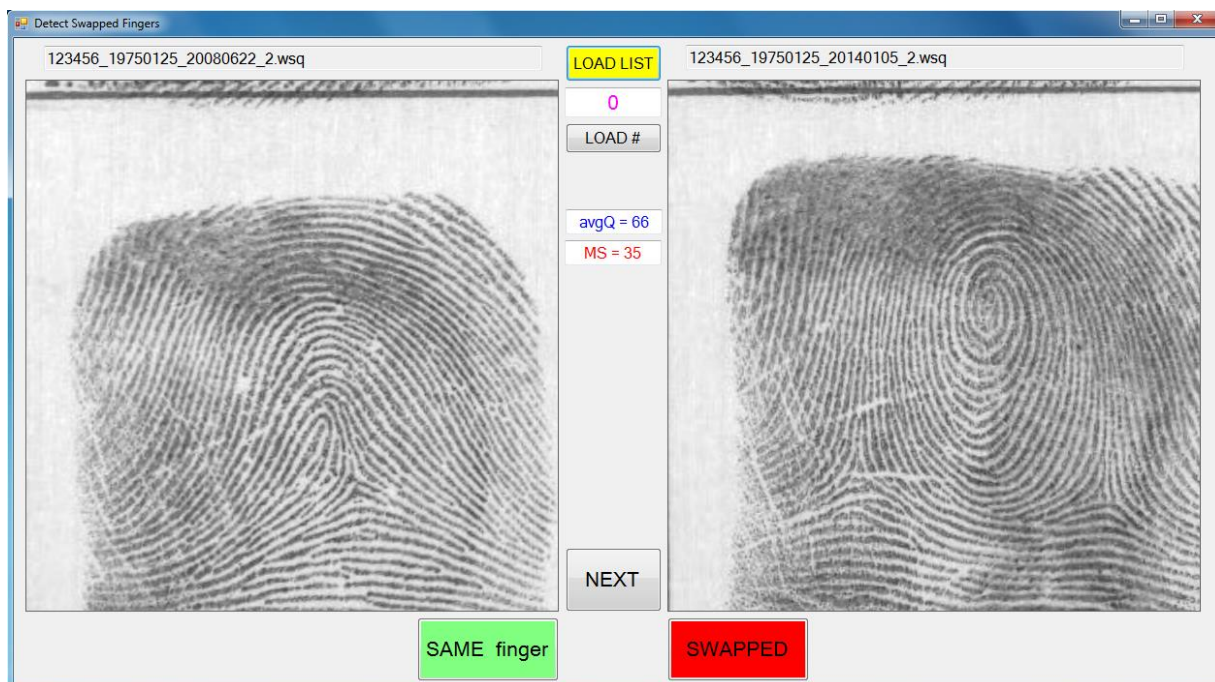 Detect Swapped Fingers
123456_19750125_20080622_2.wsq
LOAD LIST
123456_19750125_20140105_2.wsq
0
LOAD #
avgQ = 66
MS = 35
NEXT
SAME finger
SWAPPED